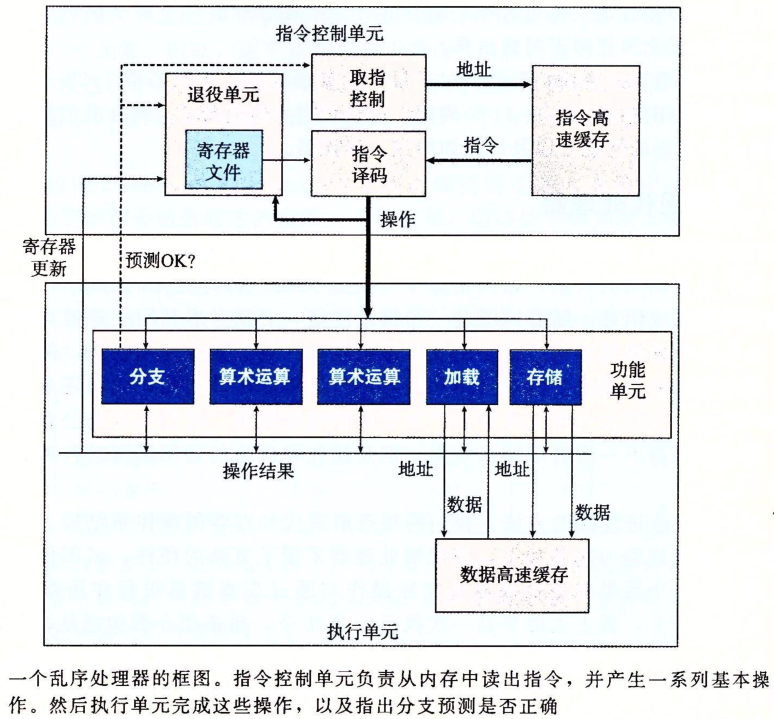 指令控制单元
取指
控制
地址
指令高
速缓存
退役单元
寄存器
文件
指令
译码
指令
操作
寄存器
更新
预测OK?
分支
算术运算
算术运算
加载
存储
功能
单元
操作结果
地址
地址
数据
数据
数据高速缓存
执行单元
一个乱序处理器的框图。指令控制单元负责从内存中读出指令，并产生一系列基本操
作。然后执行单元完成这些操作，以及指出分支预测是否正确